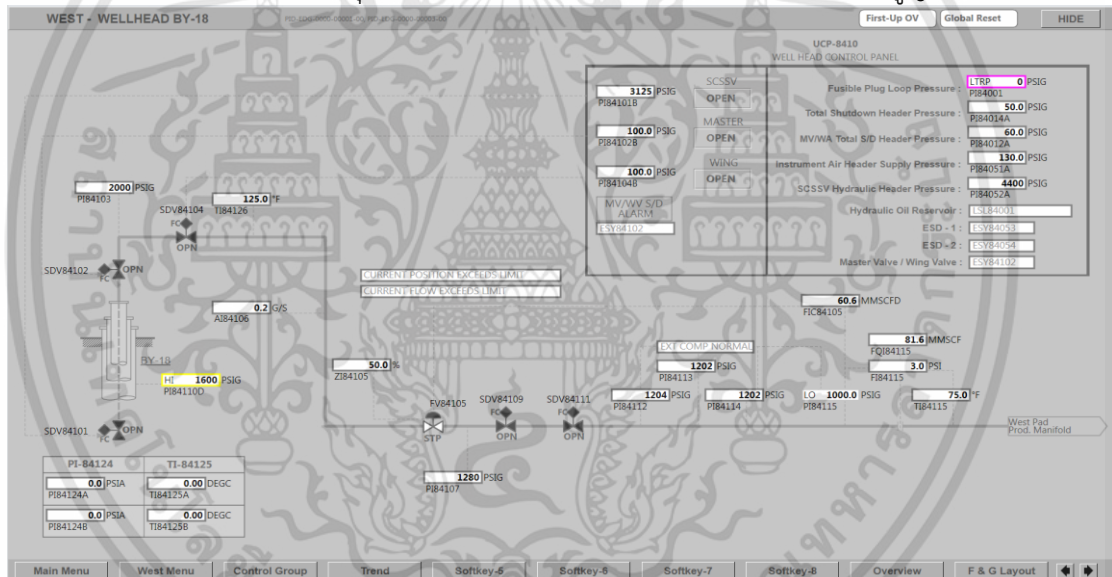 WEST - WELLHEAD BY-18
First-Up OV
Global Reset
HIDE
UCP-8410
WELL HEAD CONTROL PANEL
3125 PSIG
PI84101B
SCSSV
OPEN
100.0 PSIG
PI84102B
MASTER
OPEN
100.0 PSIG
PI84104B
WING
OPEN
MV/WV S/D
ALARM
ESY84102
Fusible Plug Loop Pressure : LTRP 0 PSIG
PI84001
Total Shutdown Header Pressure : 50.0 PSIG
PI84014A
MV/WA Total S/D Header Pressure : 60.0 PSIG
PI84012A
Instrument Air Header Supply Pressure : 130.0 PSIG
PI84051A
SCSSV Hydraulic Header Pressure : 4400 PSIG
PI84052A
Hydraulic Oil Reservoir : LSL84001
ESD - 1 : ESY84053
ESD - 2 : ESY84054
Master Valve / Wing Valve : ESY84102
2000 PSIG
PI84103
125.0 °F
TI84126
SDV84104
FC
OPN
SDV84102
FC
OPN
CURRENT POSITION EXCEEDS LIMIT
CURRENT FLOW EXCEEDS LIMIT
0.2 G/S
AI84106
60.6 MMSCFD
FIC84105
BY-18
HI 1600 PSIG
PI84110D
50.0 %
ZI84105
EXT COMP NORMAL
1202 PSIG
PI84113
81.6 MMSCF
FQI84115
3.0 PSI
FI84115
1204 PSIG
PI84112
1202 PSIG
PI84114
LO 1000.0 PSIG
PI84115
75.0 °F
TI84115
SDV84101
FC
OPN
FV84105
STP
SDV84109
FC
OPN
SDV84111
FC
OPN
West Pad
Prod. Manifold
1280 PSIG
PI84107
PI-84124
TI-84125
0.0 PSIA
PI84124A
0.00 DEGC
TI84125A
0.0 PSIA
PI84124B
0.00 DEGC
TI84125B
Main Menu
West Menu
Control Group
Trend
Softkey-5
Softkey-6
Softkey-7
Softkey-8
Overview
F & G Layout